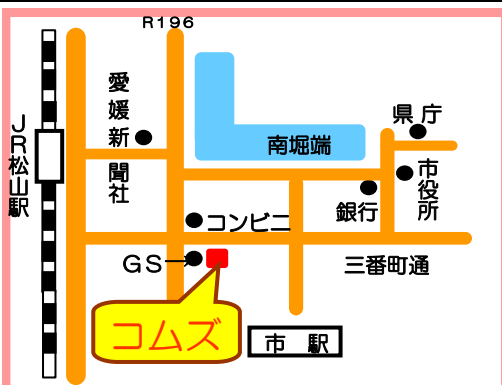 R196
愛媛新聞社
県庁
JR松山駅
南堀端
市役所
銀行
コンビニ
GS
三番町通
コムズ
市駅